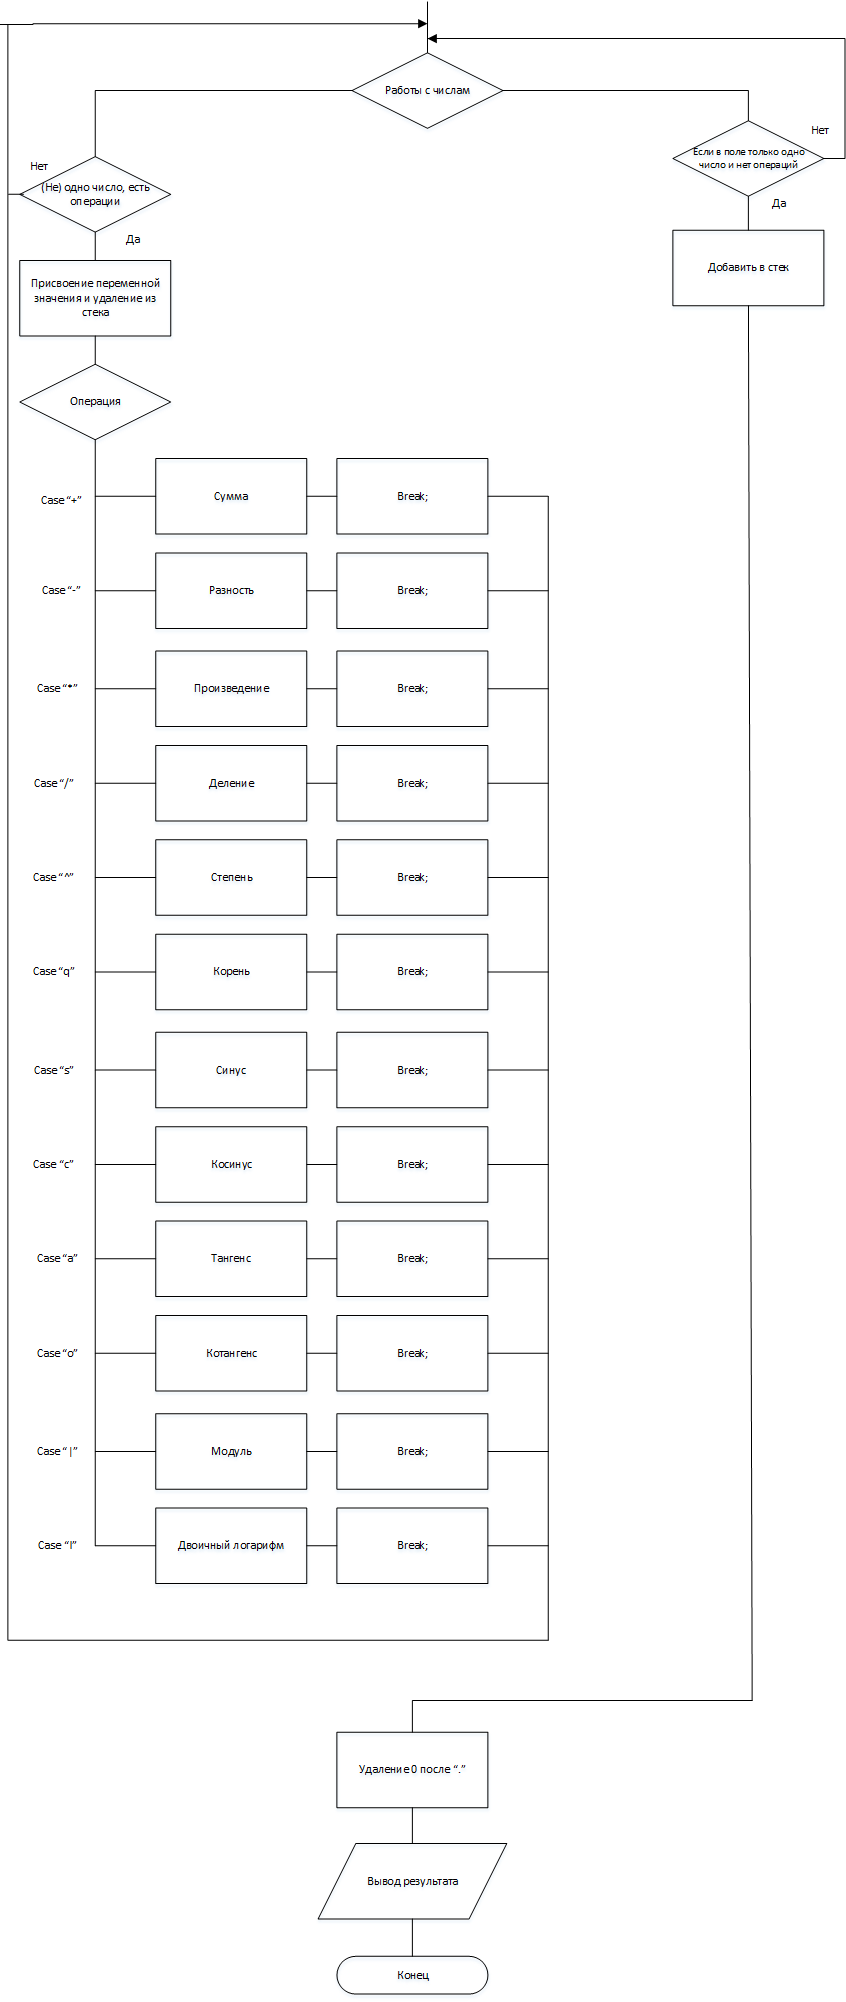 Работы с числам
Нет
Если в поле только одно
число и нет операций
Нет
(Не) одно число, есть
операции
Да
Да
Добавить в стек
Присвоение переменной
значения и удаление из
стека
Операция
Case “+”
Сумма
Break;
Case “-”
Разность
Break;
Case “*”
Произведение
Break;
Case “/”
Деление
Break;
Case “^”
Степень
Break;
Case “q”
Корень
Break;
Case “s”
Синус
Break;
Case “c”
Косинус
Break;
Case “a”
Тангенс
Break;
Case “o”
Котангенс
Break;
Case “|”
Модуль
Break;
Case “l”
Двоичный логарифм
Break;
Удаление 0 после “.”
Вывод результата
Конец